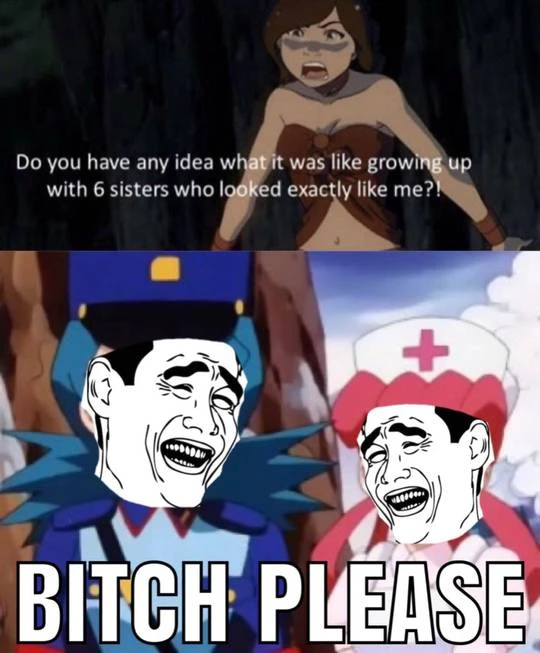 Do you have any idea what it was like growing up
with 6 sisters who looked exactly like me?!
BITCH PLEASE